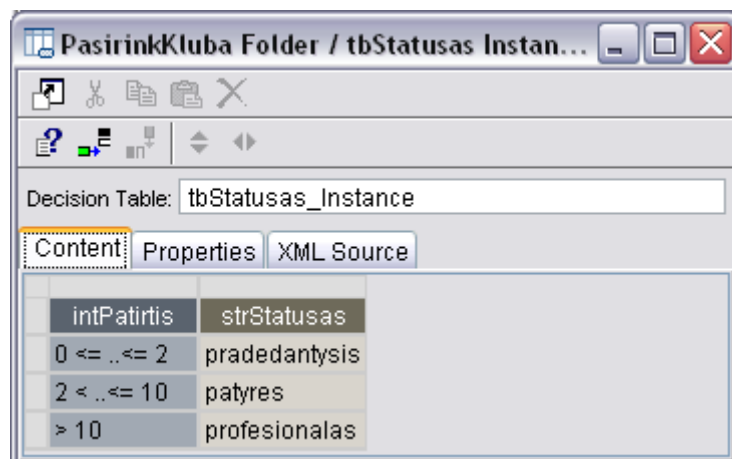 PasirinkKluba Folder / tbStatusas Instan...
Decision Table: tbStatusas_Instance
Content Properties XML Source
intPatirtis strStatusas
0 <= ..<= 2 pradedantysis
2 < ..<= 10 patyres
> 10 profesionalas